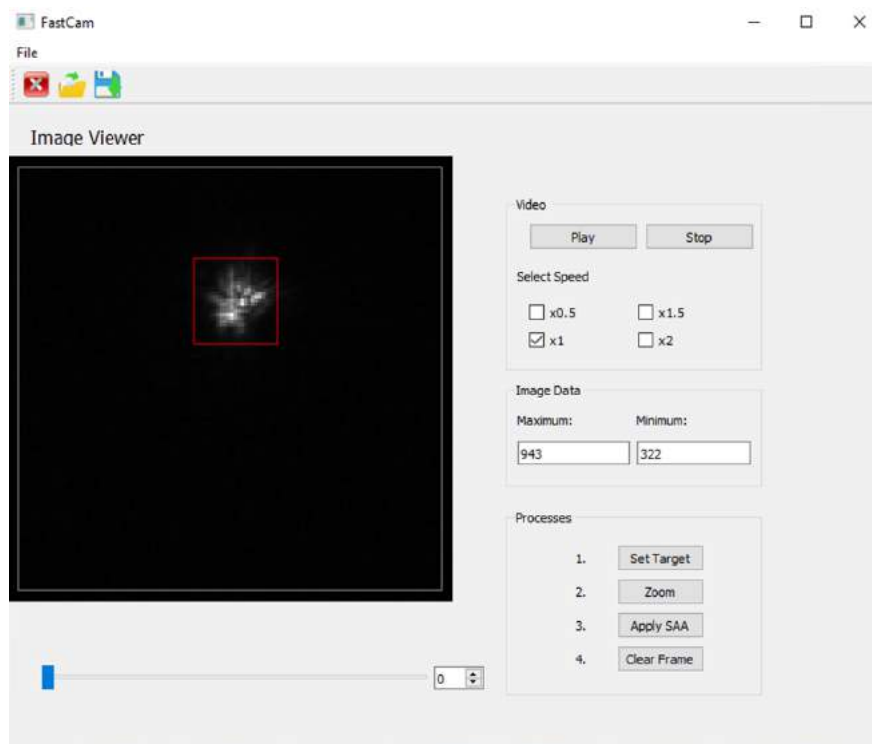 FastCam
File
Image Viewer
Video
Play Stop
Select Speed
x0.5 x1.5
x1 x2
Image Data
Maximum: Minimum:
943 322
Processes
1. Set Target
2. Zoom
3. Apply SAA
4. Clear Frame
0